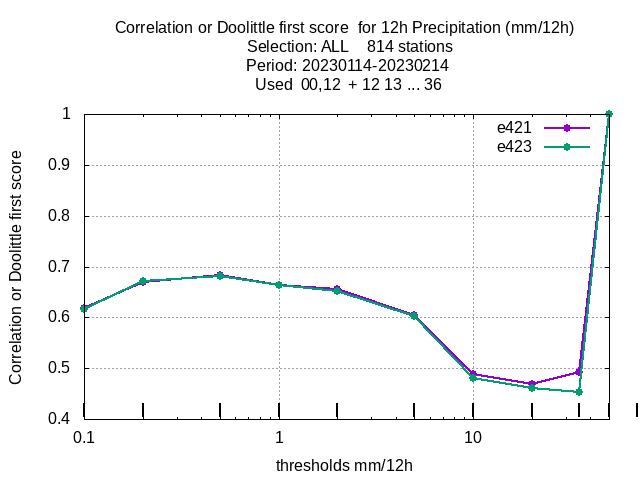 Correlation or Doolittle first score  for 12h Precipitation (mm/12h)
Selection: ALL    814 stations
Period: 20230114-20230214
Used  00,12  + 12 13 ... 36
e421
e423
1
0.9
0.8
0.7
0.6
0.5
0.4
0.1
1
10
Correlation or Doolittle first score
thresholds mm/12h